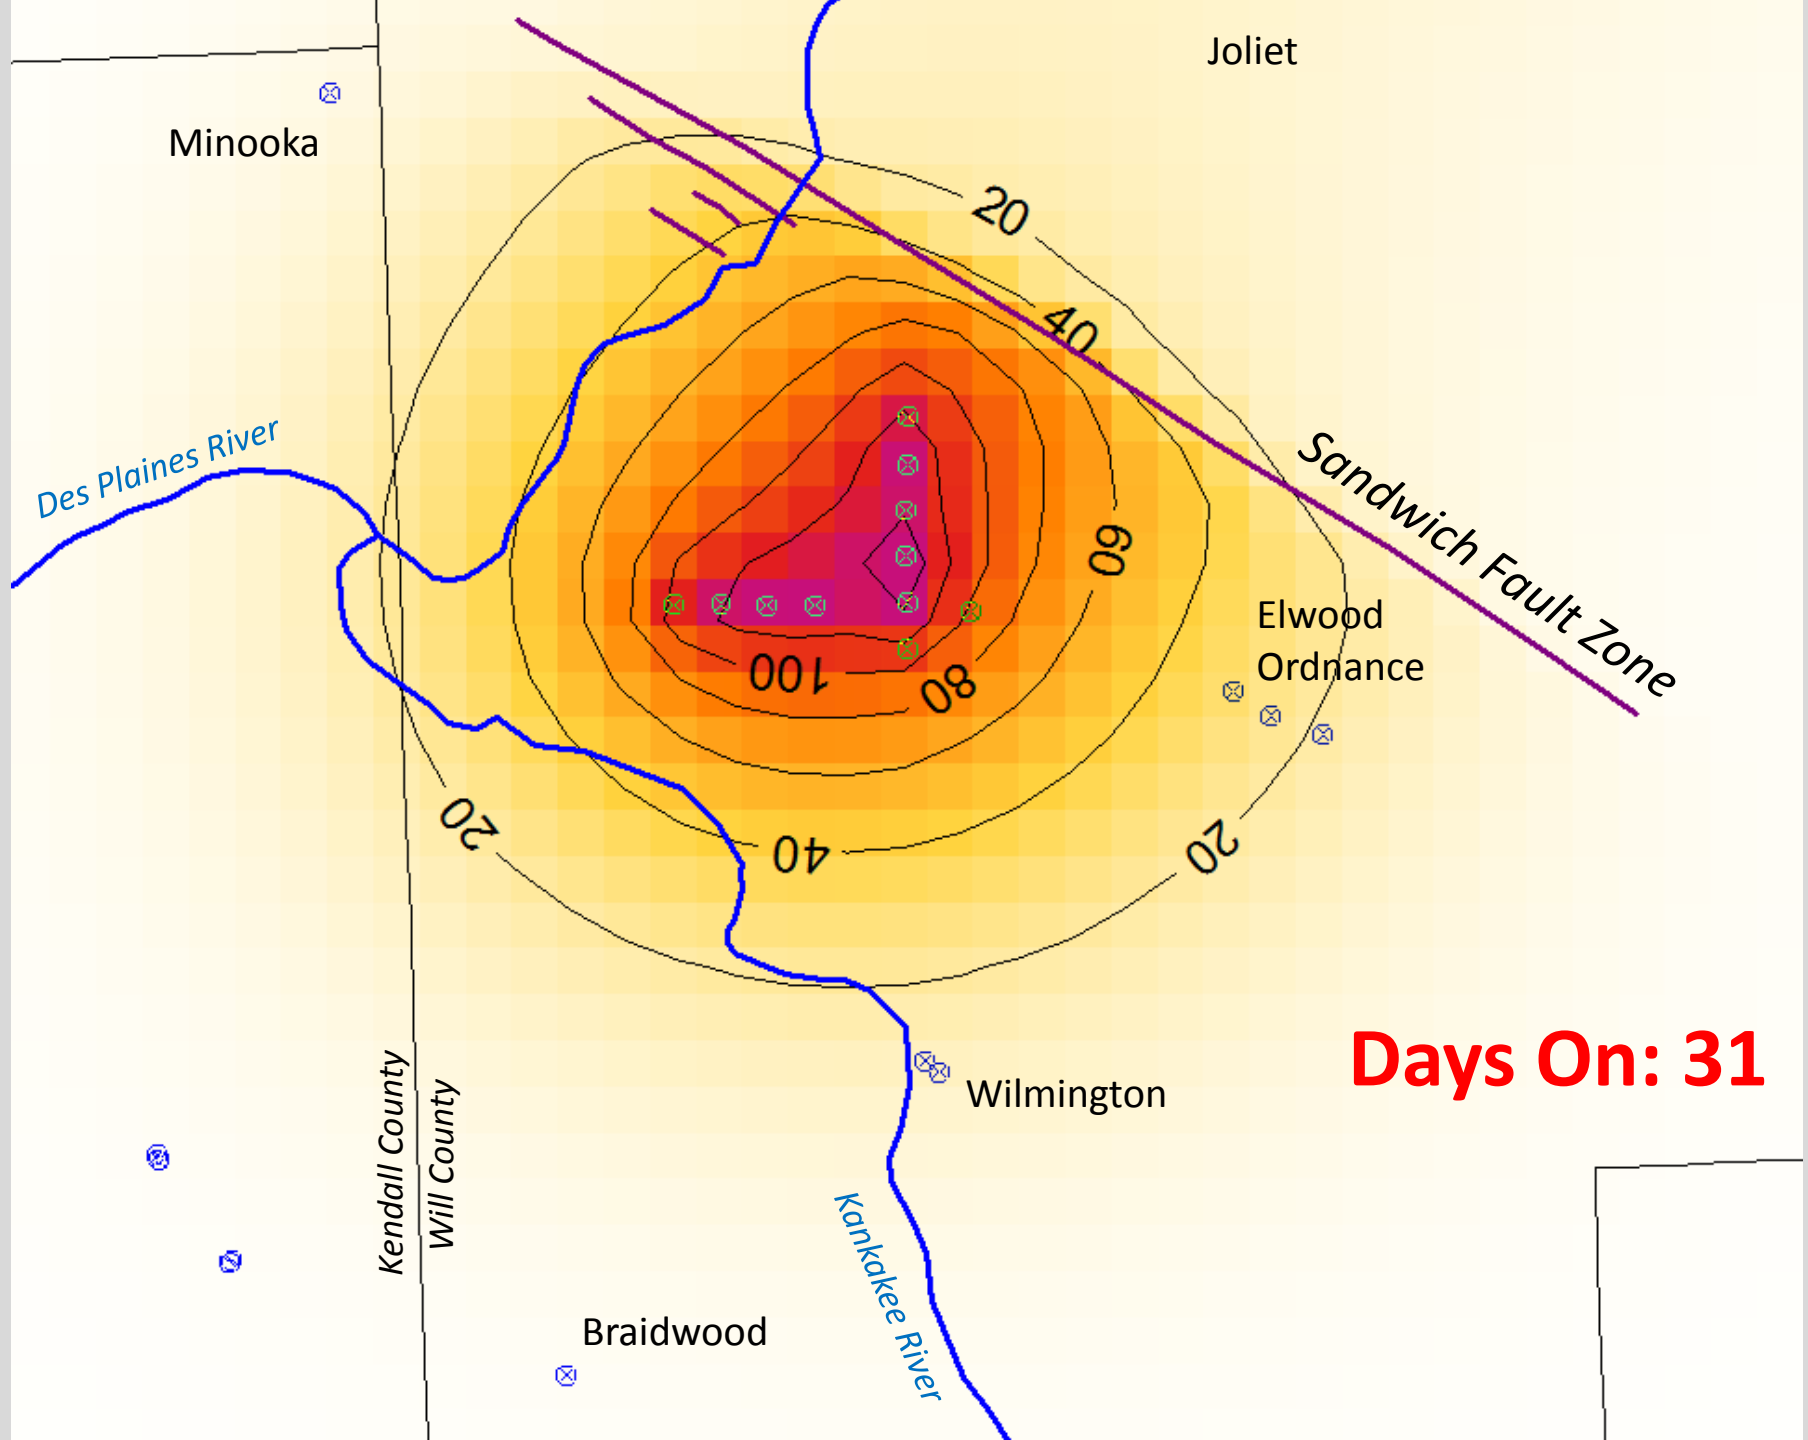 Joliet
Minooka
20
40
Des Plaines River
Sandwich Fault Zone
60
Elwood
Ordnance
100
80
20
40
20
Days On: 31
Wilmington
Kendall County
Will County
Kankakee River
Braidwood